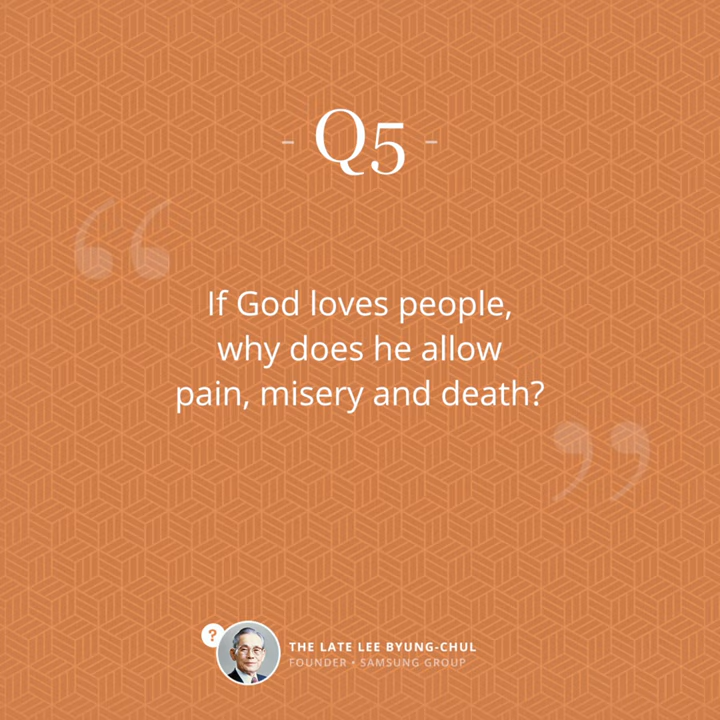 - Q5 -
“
If God loves people,
why does he allow
pain, misery and death?
”
?
THE LATE LEE BYUNG-CHUL
FOUNDER • SAMSUNG GROUP